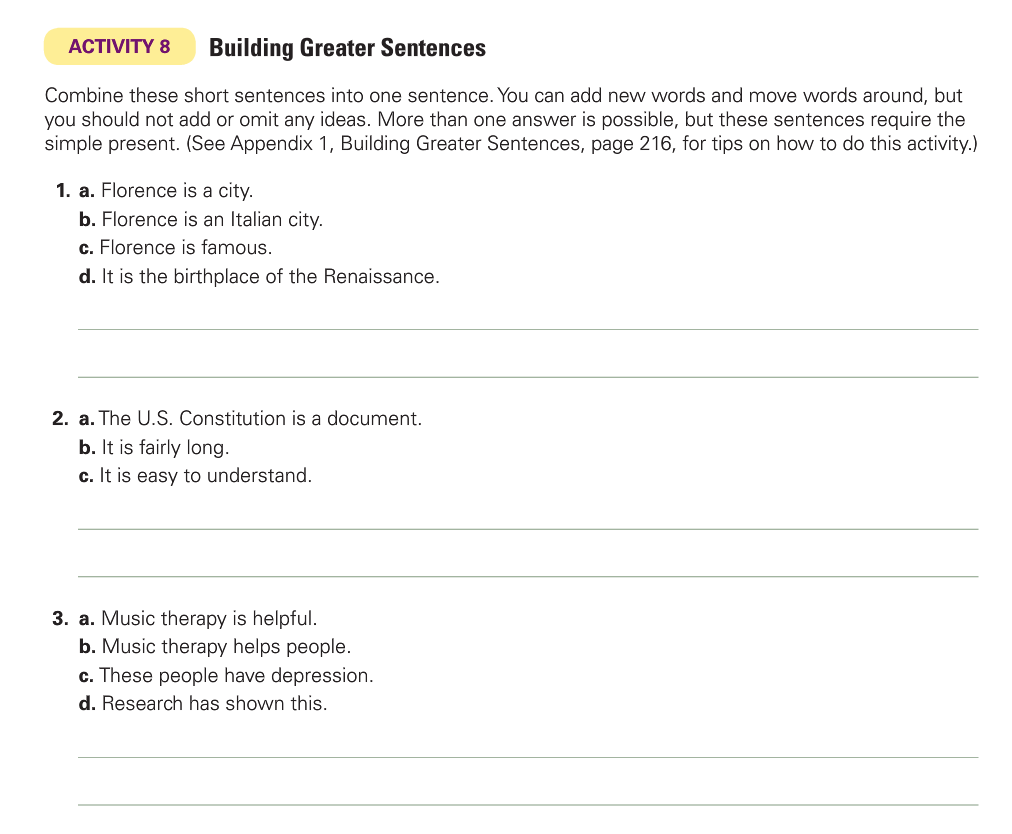 ACTIVITY 8 Building Greater Sentences
Combine these short sentences into one sentence. You can add new words and move words around, but
you should not add or omit any ideas. More than one answer is possible, but these sentences require the
simple present. (See Appendix 1, Building Greater Sentences, page 216, for tips on how to do this activity.)
1. a. Florence is a city.
b. Florence is an Italian city.
c. Florence is famous.
d. It is the birthplace of the Renaissance.
2. a. The U.S. Constitution is a document.
b. It is fairly long.
c. It is easy to understand.
3. a. Music therapy is helpful.
b. Music therapy helps people.
c. These people have depression.
d. Research has shown this.